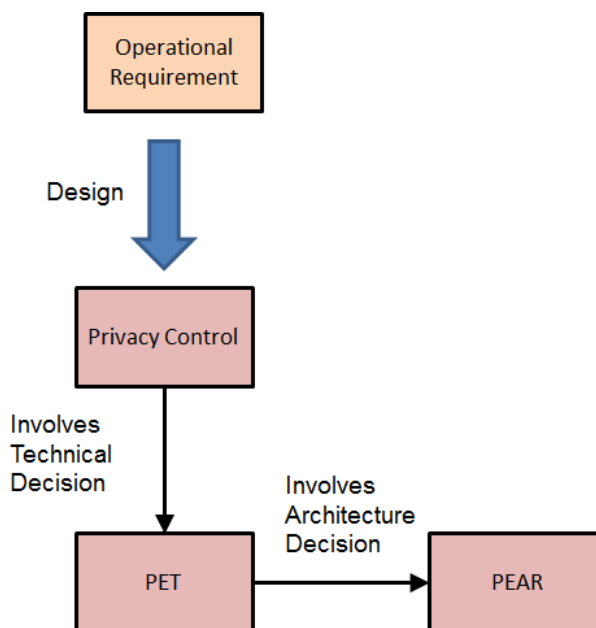 Operational
Requirement
Design
Privacy Control
Involves
Technical
Decision
Involves
Architecture
Decision
PET
PEAR